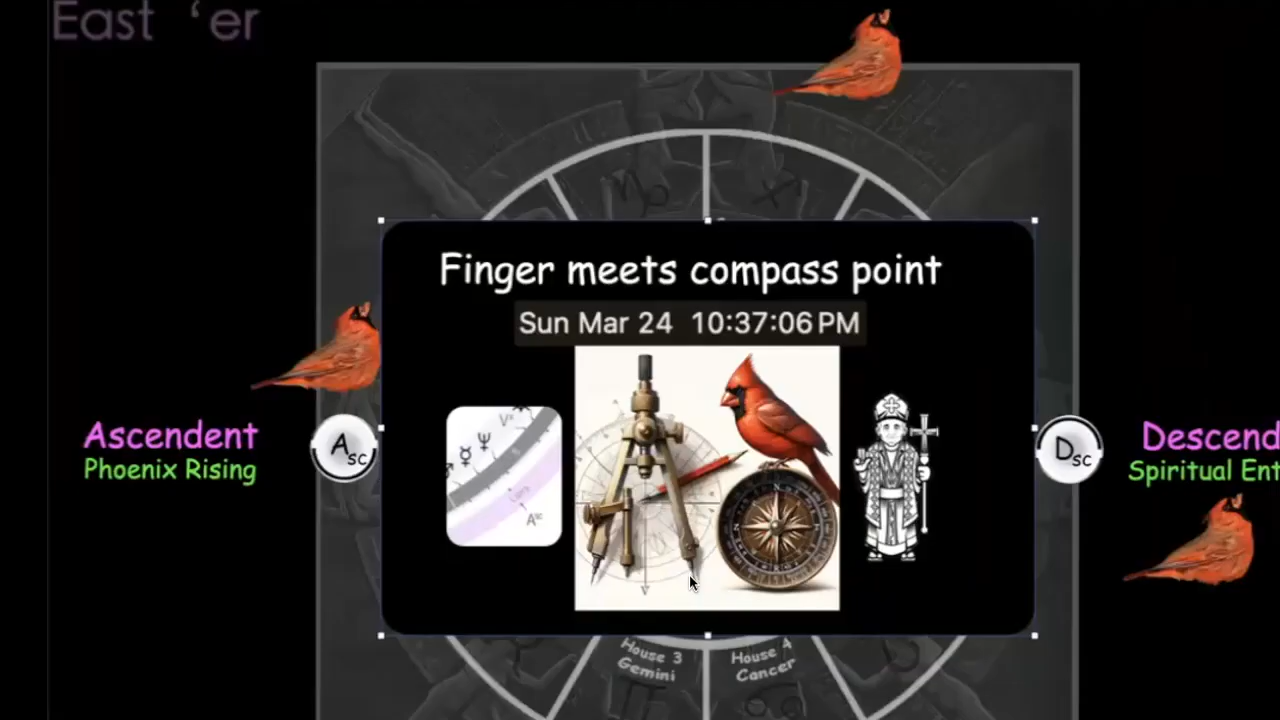 East ‘er
Finger meets compass point
Sun Mar 24 10:37:06 PM
Ascendent
Phoenix Rising
Asc
Dsc
Descend
Spiritual Ent
Asc
House 3
Gemini
House 4
Cancer